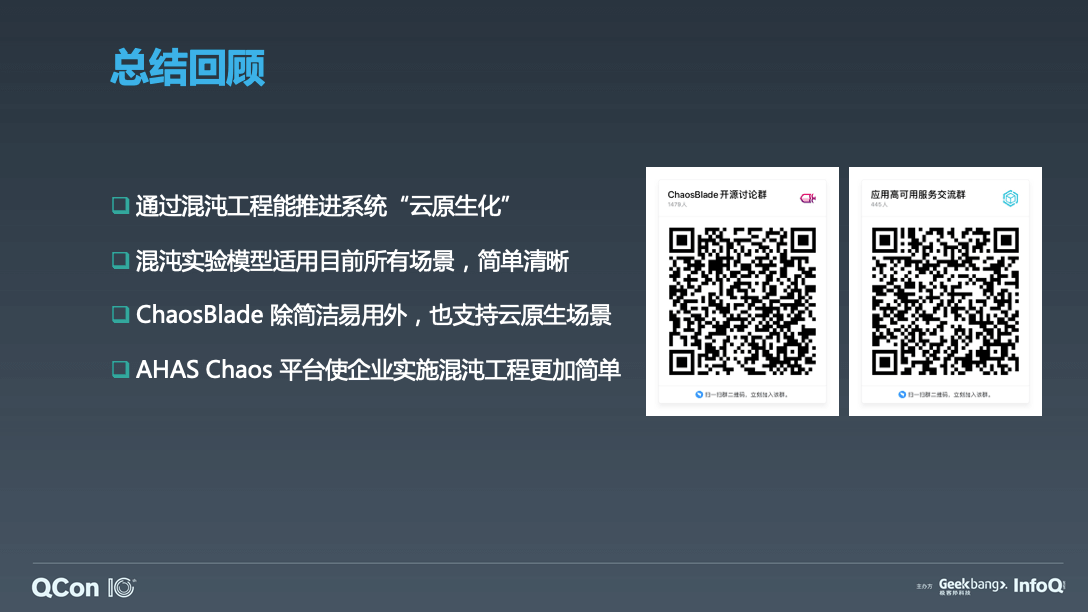 总结回顾
通过混沌工程能推进系统“云原生化”
混沌实验模型适用目前所有场景，简单清晰
ChaosBlade 除简洁易用外，也支持云原生场景
AHAS Chaos 平台使企业实施混沌工程更加简单
ChaosBlade 开源讨论群
1479人
扫一扫群二维码，立刻加入该群。
应用高可用服务交流群
445人
扫一扫群二维码，立刻加入该群。
QCon 10
主办方
Geekbang>.
极客邦科技
InfoQ